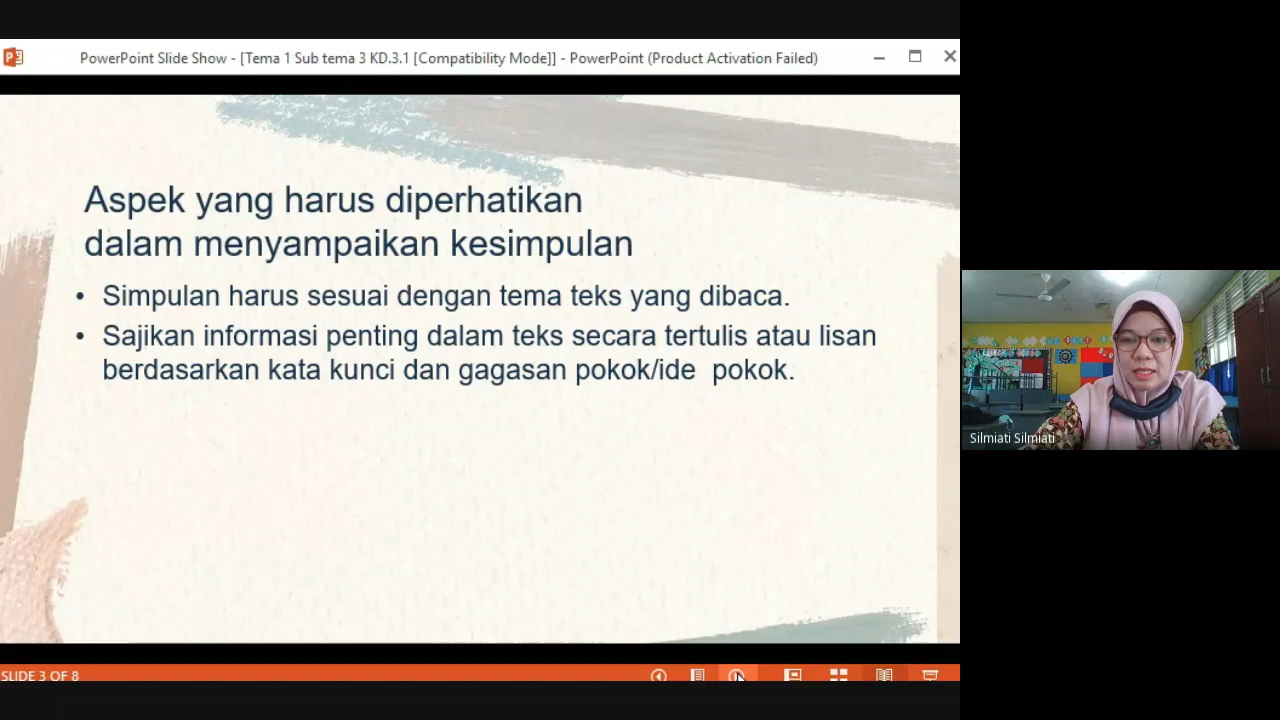 PowerPoint Slide Show - [Tema 1 Sub tema 3 KD.3.1 [Compatibility Mode]] - PowerPoint (Product Activation Failed)
Aspek yang harus diperhatikan
dalam menyampaikan kesimpulan
• Simpulan harus sesuai dengan tema teks yang dibaca.
• Sajikan informasi penting dalam teks secara tertulis atau lisan
berdasarkan kata kunci dan gagasan pokok/ide pokok.
Silmiati Silmiati
SLIDE 3 OF 8